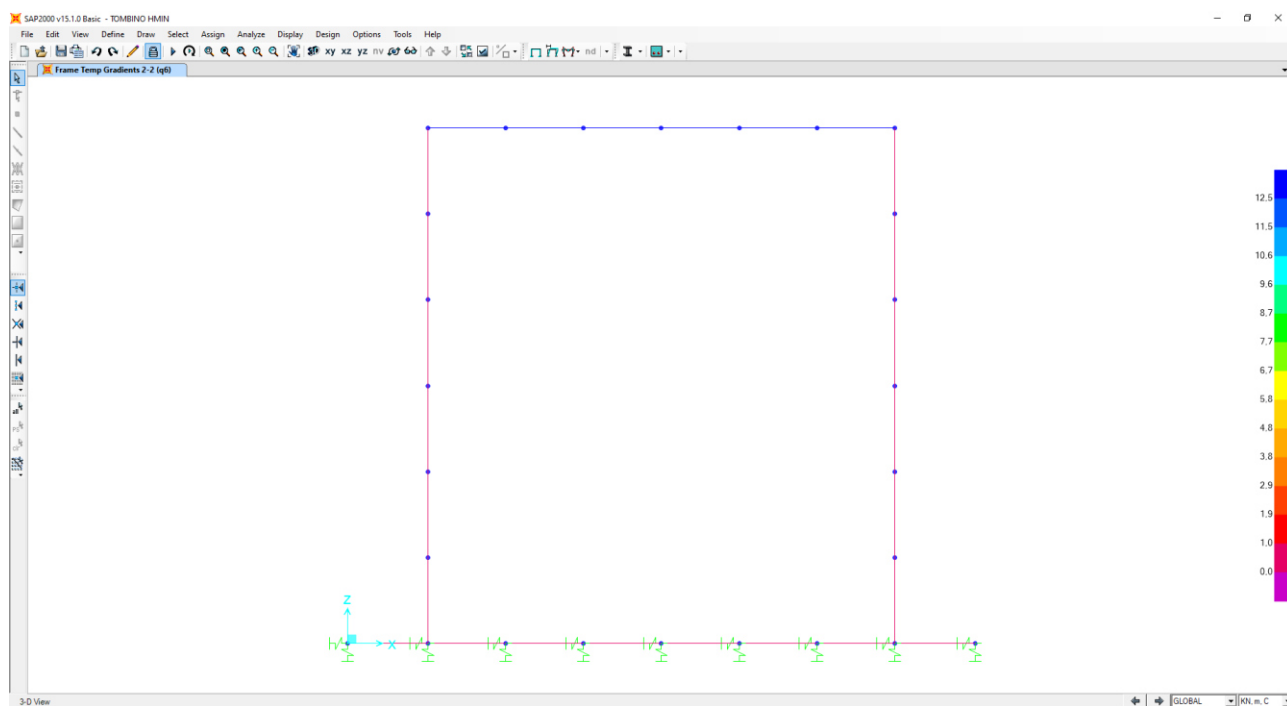 SAP2000 v15.1.0 Basic - TOMBINO HMIN
File Edit View Define Draw Select Assign Analyze Display Design Options Tools Help
xy xz yz nv nd
Frame Temp Gradients 2-2 (q6)
12.5
11.5
10.6
9.6
8.7
7.7
6.7
5.8
4.8
3.8
2.9
1.9
1.0
0.0
Z
X
3-D View GLOBAL KN, m, C